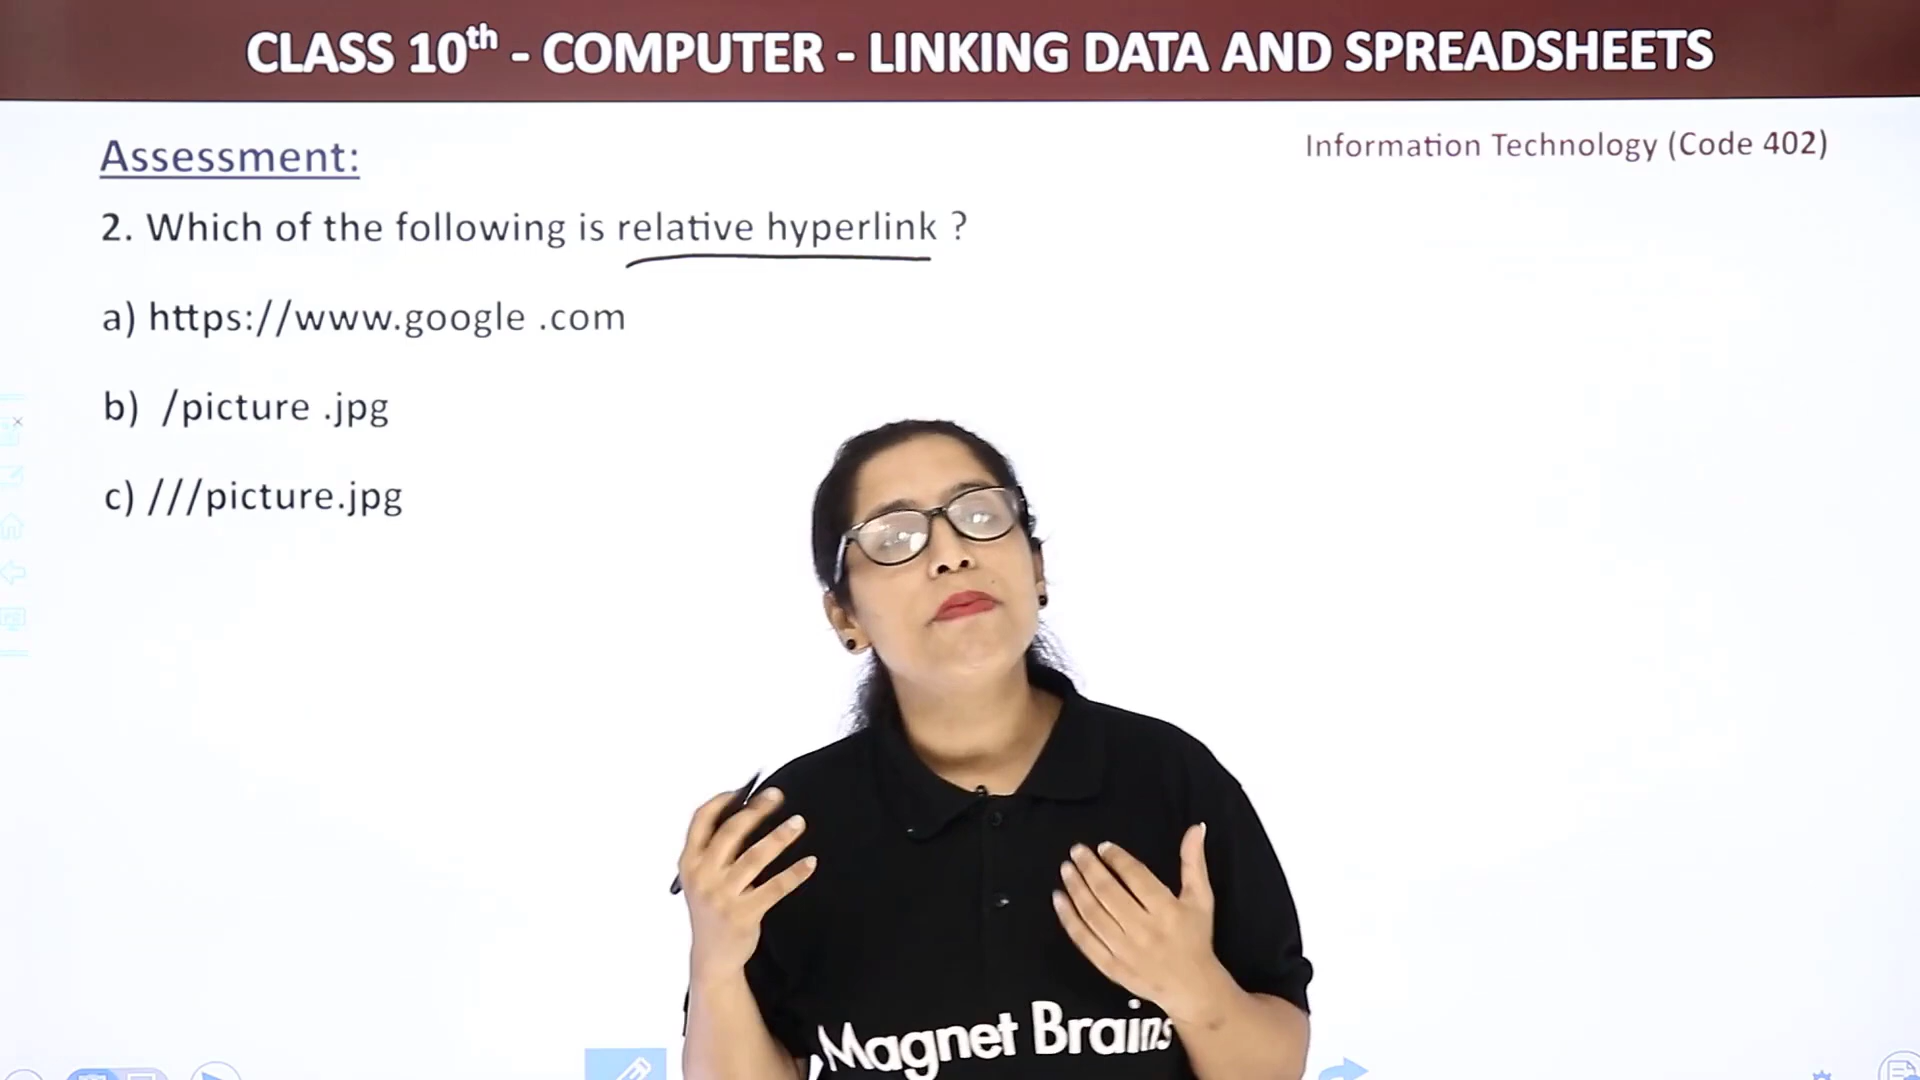 CLASS 10th - COMPUTER - LINKING DATA AND SPREADSHEETS
Assessment:
Information Technology (Code 402)
2. Which of the following is relative hyperlink ?
a) https://www.google .com
b) /picture .jpg
c) ///picture.jpg
Magnet Brains